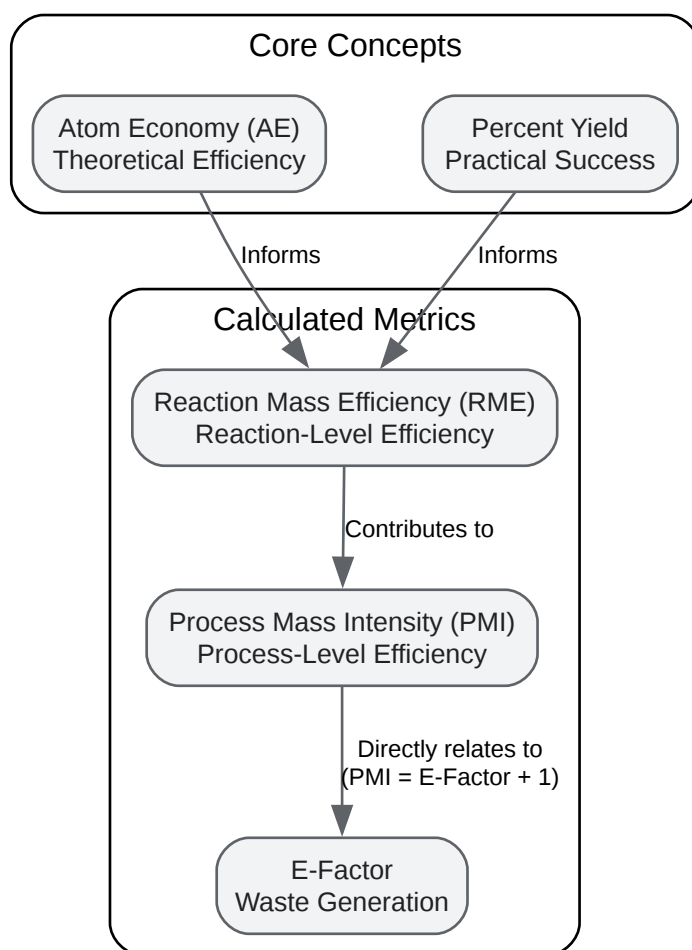 Core Concepts
Atom Economy (AE)
Theoretical Efficiency
Percent Yield
Practical Success
Informs
Informs
Calculated Metrics
Reaction Mass Efficiency (RME)
Reaction-Level Efficiency
Contributes to
Process Mass Intensity (PMI)
Process-Level Efficiency
Directly relates to
(PMI = E-Factor + 1)
E-Factor
Waste Generation